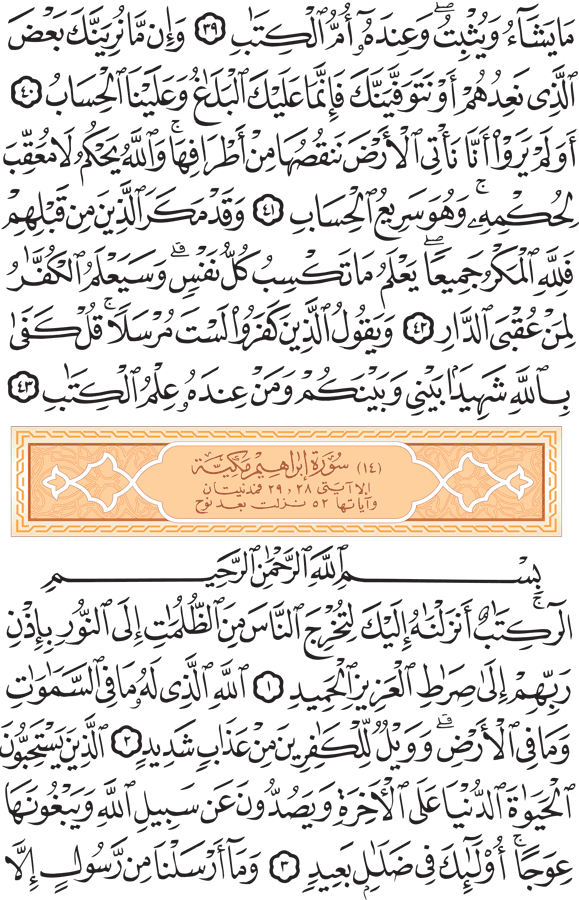 مَا يَشَآءُ وَيُثْبِتُۖ وَعِندَهُۥٓ أُمُّ ٱلْكِتَٰبِ ٣٩ وَإِن مَّا نُرِيَنَّكَ بَعْضَ
ٱلَّذِى نَعِدُهُمْ أَوْ نَتَوَفَّيَنَّكَ فَإِنَّمَا عَلَيْكَ ٱلْبَلَٰغُ وَعَلَيْنَا ٱلْحِسَابُ ٤٠
أَوَلَمْ يَرَوْا۟ أَنَّا نَأْتِى ٱلْأَرْضَ نَنقُصُهَا مِنْ أَطْرَافِهَاۚ وَٱللَّهُ يَحْكُمُ لَا مُعَقِّبَ
لِحُكْمِهِۦۚ وَهُوَ سَرِيعُ ٱلْحِسَابِ ٤١ وَقَدْ مَكَرَ ٱلَّذِينَ مِن قَبْلِهِمْ
فَلِلَّهِ ٱلْمَكْرُ جَمِيعًاۖ يَعْلَمُ مَا تَكْسِبُ كُلُّ نَفْسٍۗ وَسَيَعْلَمُ ٱلْكُفَّٰرُ
لِمَنْ عُقْبَى ٱلدَّارِ ٤٢ وَيَقُولُ ٱلَّذِينَ كَفَرُوا۟ لَسْتَ مُرْسَلًاۚ قُلْ كَفَىٰ
بِٱللَّهِ شَهِيدًۢا بَيْنِى وَبَيْنَكُمْ وَمَنْ عِندَهُۥ عِلْمُ ٱلْكِتَٰبِ ٤٣
(١٤) سُورَة إبْرَاهِيم مَكِّيَّة
إلا آيتى ٢٨، ٢٩ فمدنيتان
وآياتها ٥٢ نزلت بعد نوح
بِسْمِ ٱللَّهِ ٱلرَّحْمَٰنِ ٱلرَّحِيمِ
الٓرۚ كِتَٰبٌ أَنزَلْنَٰهُ إِلَيْكَ لِتُخْرِجَ ٱلنَّاسَ مِنَ ٱلظُّلُمَٰتِ إِلَى ٱلنُّورِ بِإِذْنِ
رَبِّهِمْ إِلَىٰ صِرَٰطِ ٱلْعَزِيزِ ٱلْحَمِيدِ ١ ٱللَّهِ ٱلَّذِى لَهُۥ مَا فِى ٱلسَّمَٰوَٰتِ
وَمَا فِى ٱلْأَرْضِۗ وَوَيْلٌ لِّلْكَٰفِرِينَ مِنْ عَذَابٍ شَدِيدٍ ٢ ٱلَّذِينَ يَسْتَحِبُّونَ
ٱلْحَيَوٰةَ ٱلدُّنْيَا عَلَى ٱلْأَخِرَةِ وَيَصُدُّونَ عَن سَبِيلِ ٱللَّهِ وَيَبْغُونَهَا
عِوَجًاۚ أُو۟لَٰٓئِكَ فِى ضَلَٰلٍۭ بَعِيدٍ ٣ وَمَآ أَرْسَلْنَا مِن رَّسُولٍ إِلَّا